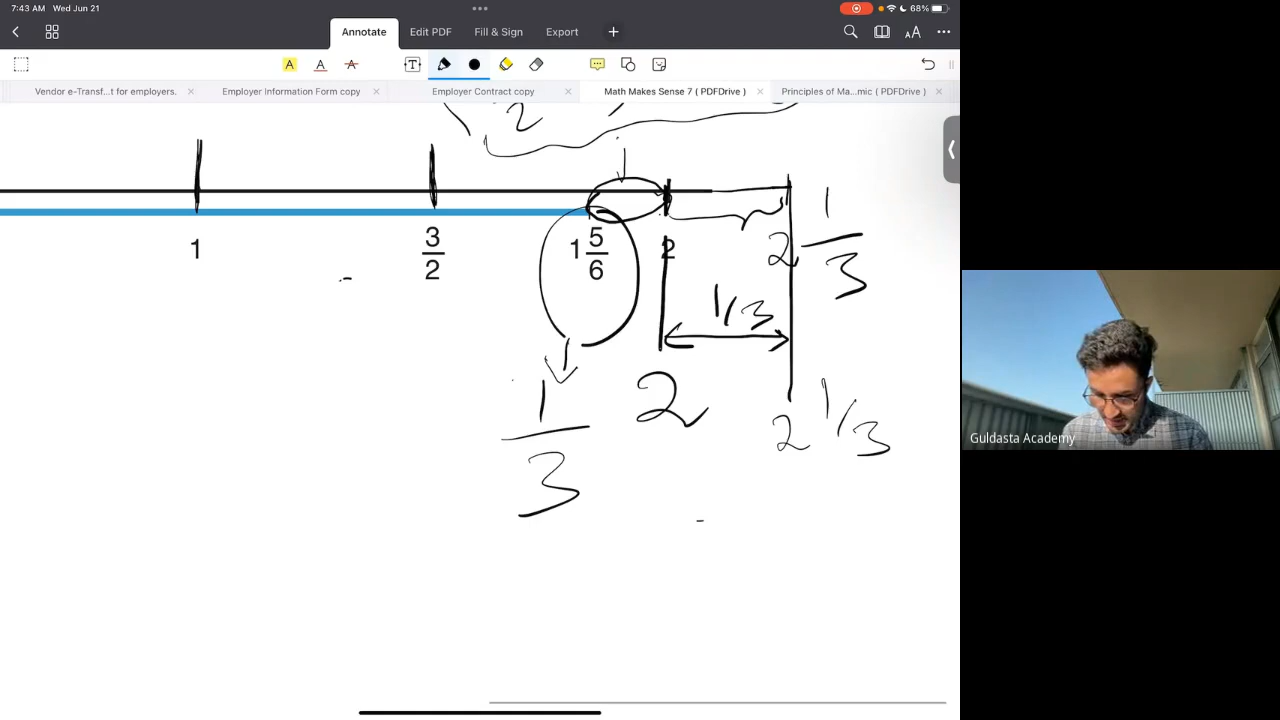 7:43 AM Wed Jun 21
68%
Annotate Edit PDF Fill & Sign Export +
AA
A A A T
Vendor e-Transf...t for employers. × Employer Information Form copy × Employer Contract copy × Math Makes Sense 7 ( PDFDrive ) × Principles of Ma...mic ( PDFDrive ) ×
2
1 3/2 1 5/6 2 2 1/3
1/3
1/3 2 2 1/3
Guldasta Academy